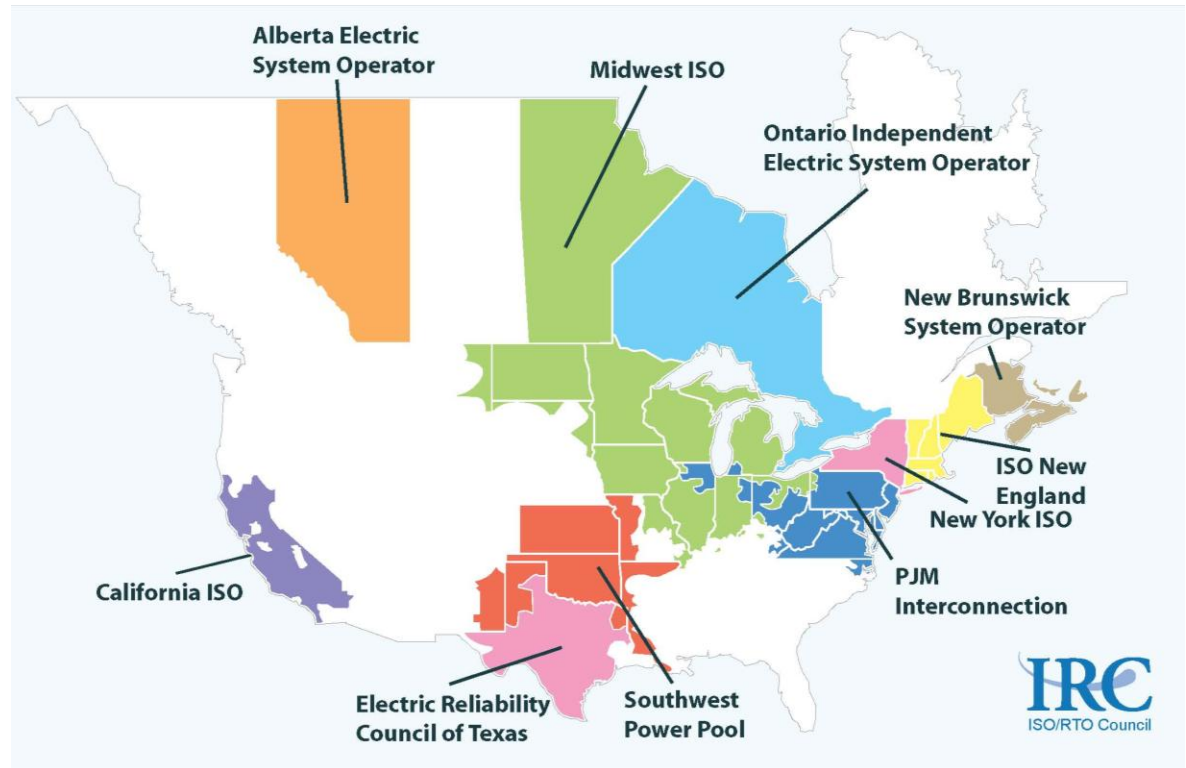 Alberta Electric
System Operator
Midwest ISO
Ontario Independent
Electric System Operator
New Brunswick
System Operator
ISO New
England
New York ISO
PJM
Interconnection
California ISO
Electric Reliability
Council of Texas
Southwest
Power Pool
IRC
ISO/RTO Council